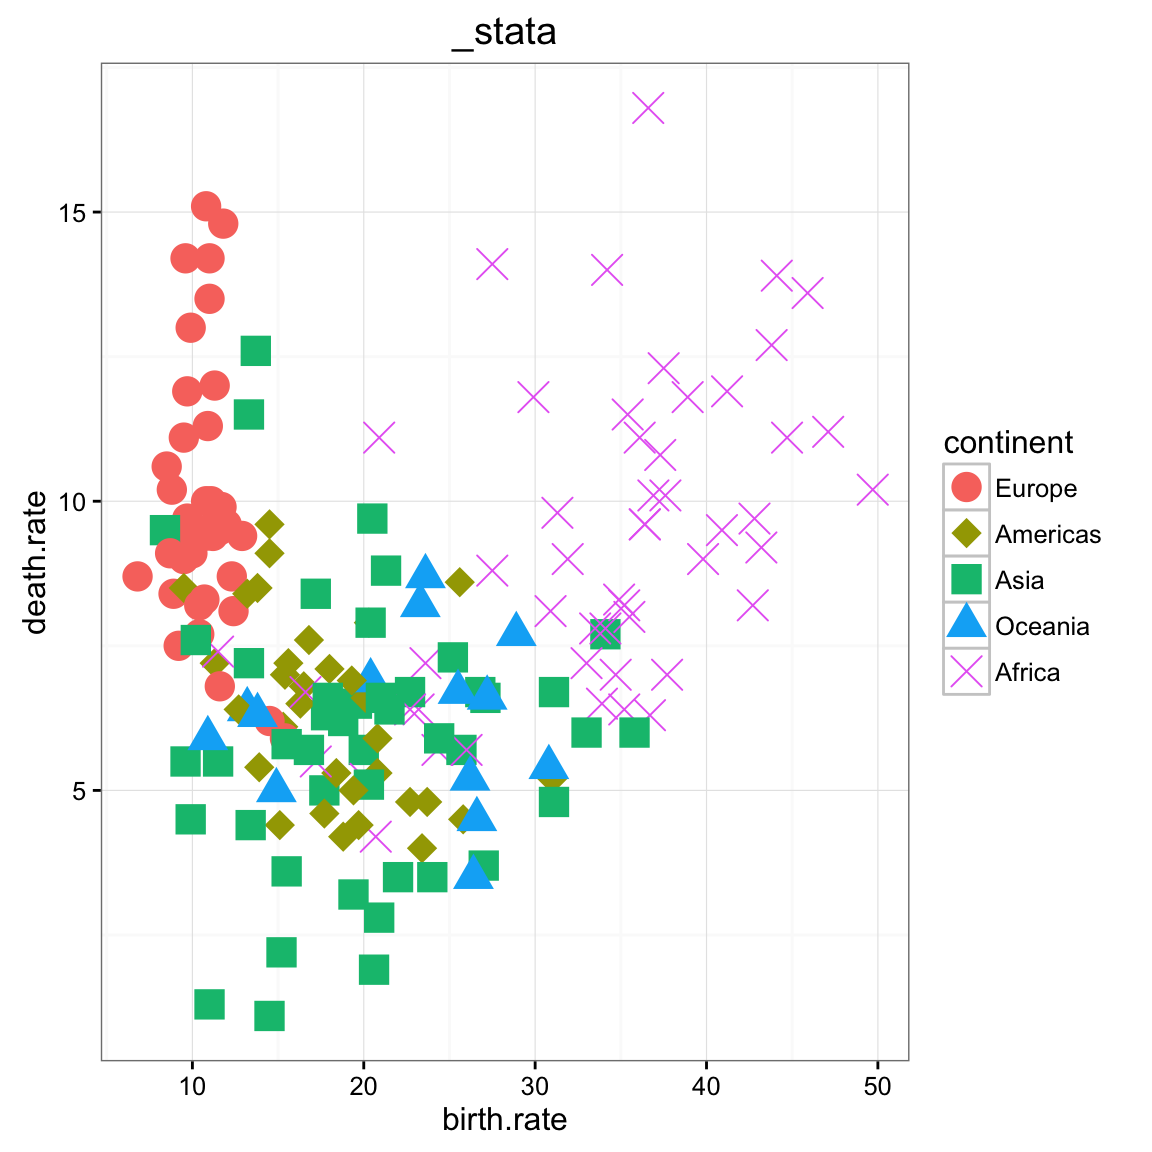 _stata
death.rate
15
10
5
10 20 30 40 50
birth.rate
continent
Europe
Americas
Asia
Oceania
Africa